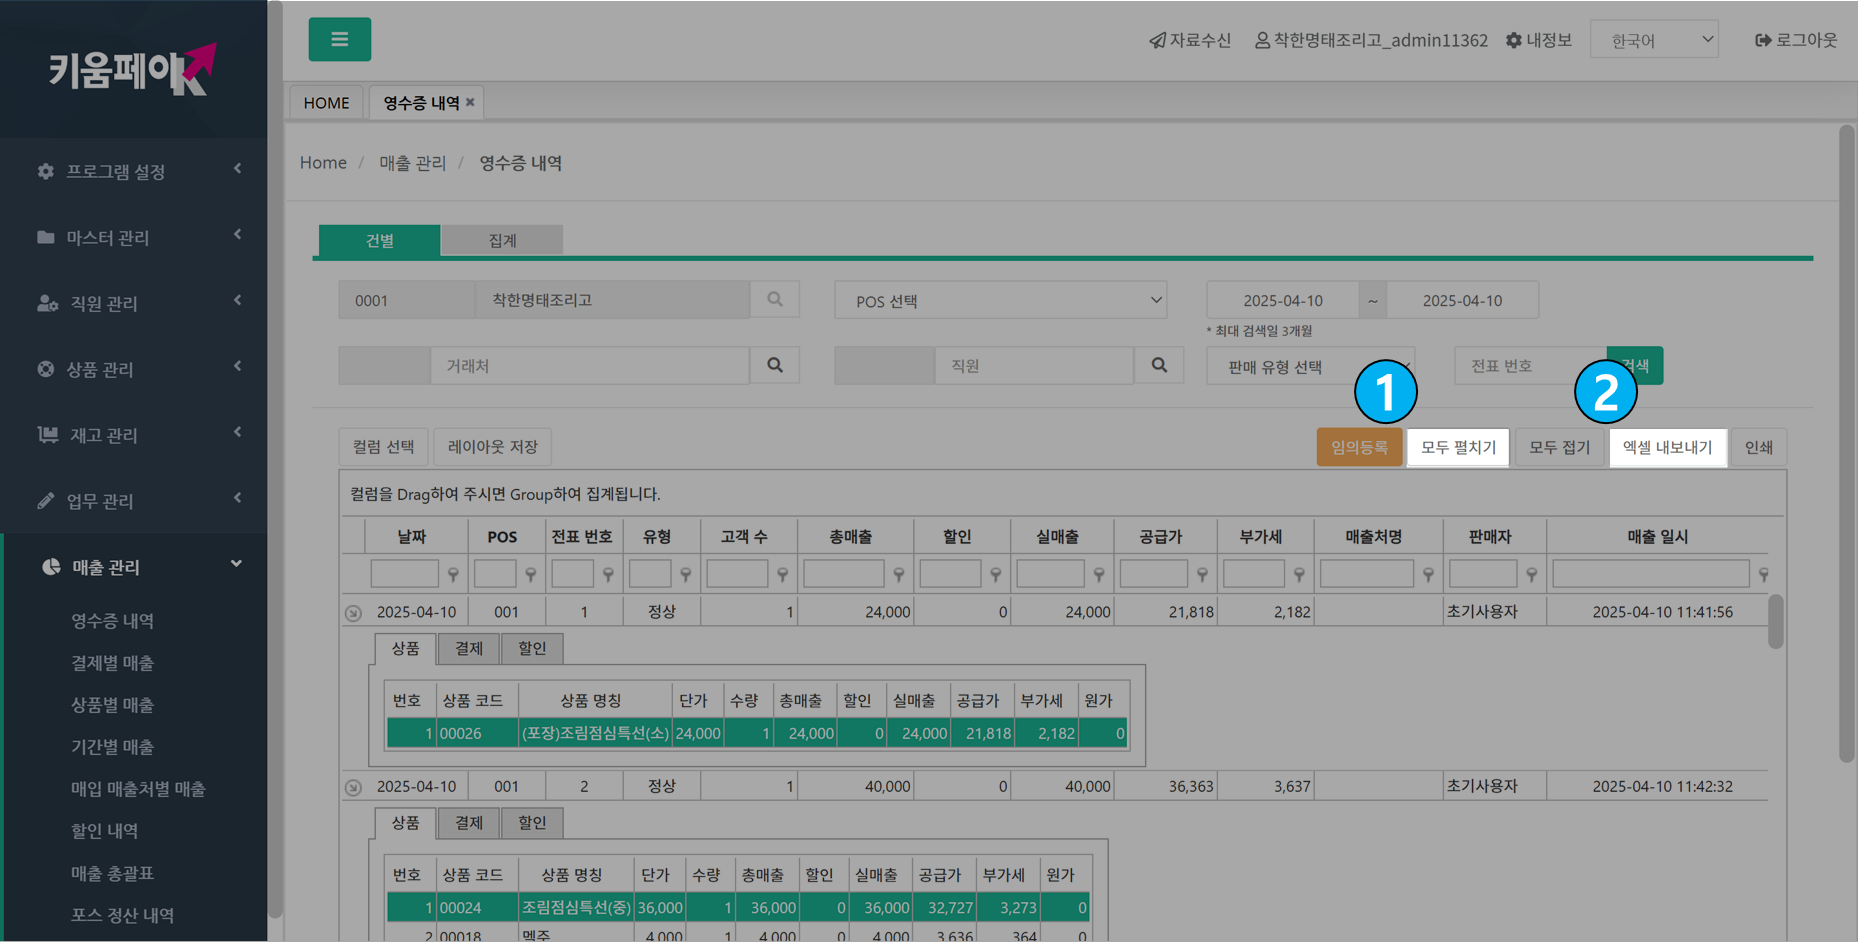 키움페이K
자료수신 착한명태조리고_admin11362 내정보 한국어 로그아웃
HOME 영수증 내역 ×
Home / 매출 관리 / 영수증 내역
프로그램 설정
마스터 관리
직원 관리
상품 관리
재고 관리
업무 관리
매출 관리
영수증 내역
결제별 매출
상품별 매출
기간별 매출
매입 매출처별 매출
할인 내역
매출 총괄표
포스 정산 내역
건별 집계
0001 착한명태조리고 POS 선택 2025-04-10 ~ 2025-04-10
* 최대 검색일 3개월
거래처 직원 판매 유형 선택 전표 번호 검색
1 2
컬럼 선택 레이아웃 저장 임의등록 모두 펼치기 모두 접기 엑셀 내보내기 인쇄
컬럼을 Drag하여 주시면 Group하여 집계됩니다.
날짜 POS 전표 번호 유형 고객 수 총매출 할인 실매출 공급가 부가세 매출처명 판매자 매출 일시
2025-04-10 001 1 정상 1 24,000 0 24,000 21,818 2,182 초기사용자 2025-04-10 11:41:56
상품 결제 할인
번호 상품 코드 상품 명칭 단가 수량 총매출 할인 실매출 공급가 부가세 원가
1 00026 (포장)조림점심특선(소) 24,000 1 24,000 0 24,000 21,818 2,182 0
2025-04-10 001 2 정상 1 40,000 0 40,000 36,363 3,637 초기사용자 2025-04-10 11:42:32
상품 결제 할인
번호 상품 코드 상품 명칭 단가 수량 총매출 할인 실매출 공급가 부가세 원가
1 00024 조림점심특선(중) 36,000 1 36,000 0 36,000 32,727 3,273 0
2 00018 맥주 4,000 1 4,000 0 4,000 3,636 364 0